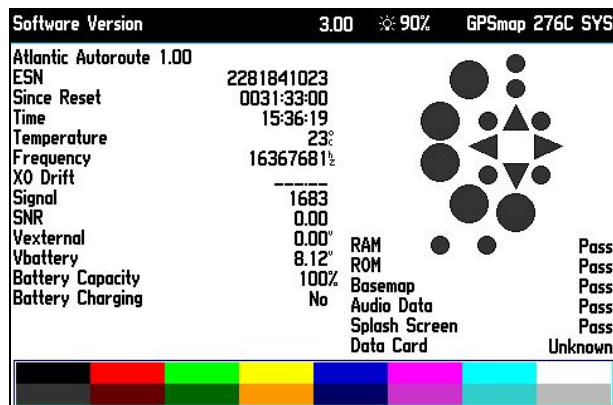 Software Version 3.00 90% GPSmap 276C SYS
Atlantic Autoroute 1.00
ESN 2281841023
Since Reset 0031:33:00
Time 15:36:19
Temperature 23°C
Frequency 16367681Hz
XO Drift ___.__
Signal 1683
SNR 0.00
Vexternal 0.00V
Vbattery 8.12V
Battery Capacity 100%
Battery Charging No
RAM Pass
ROM Pass
Basemap Pass
Audio Data Pass
Splash Screen Pass
Data Card Unknown